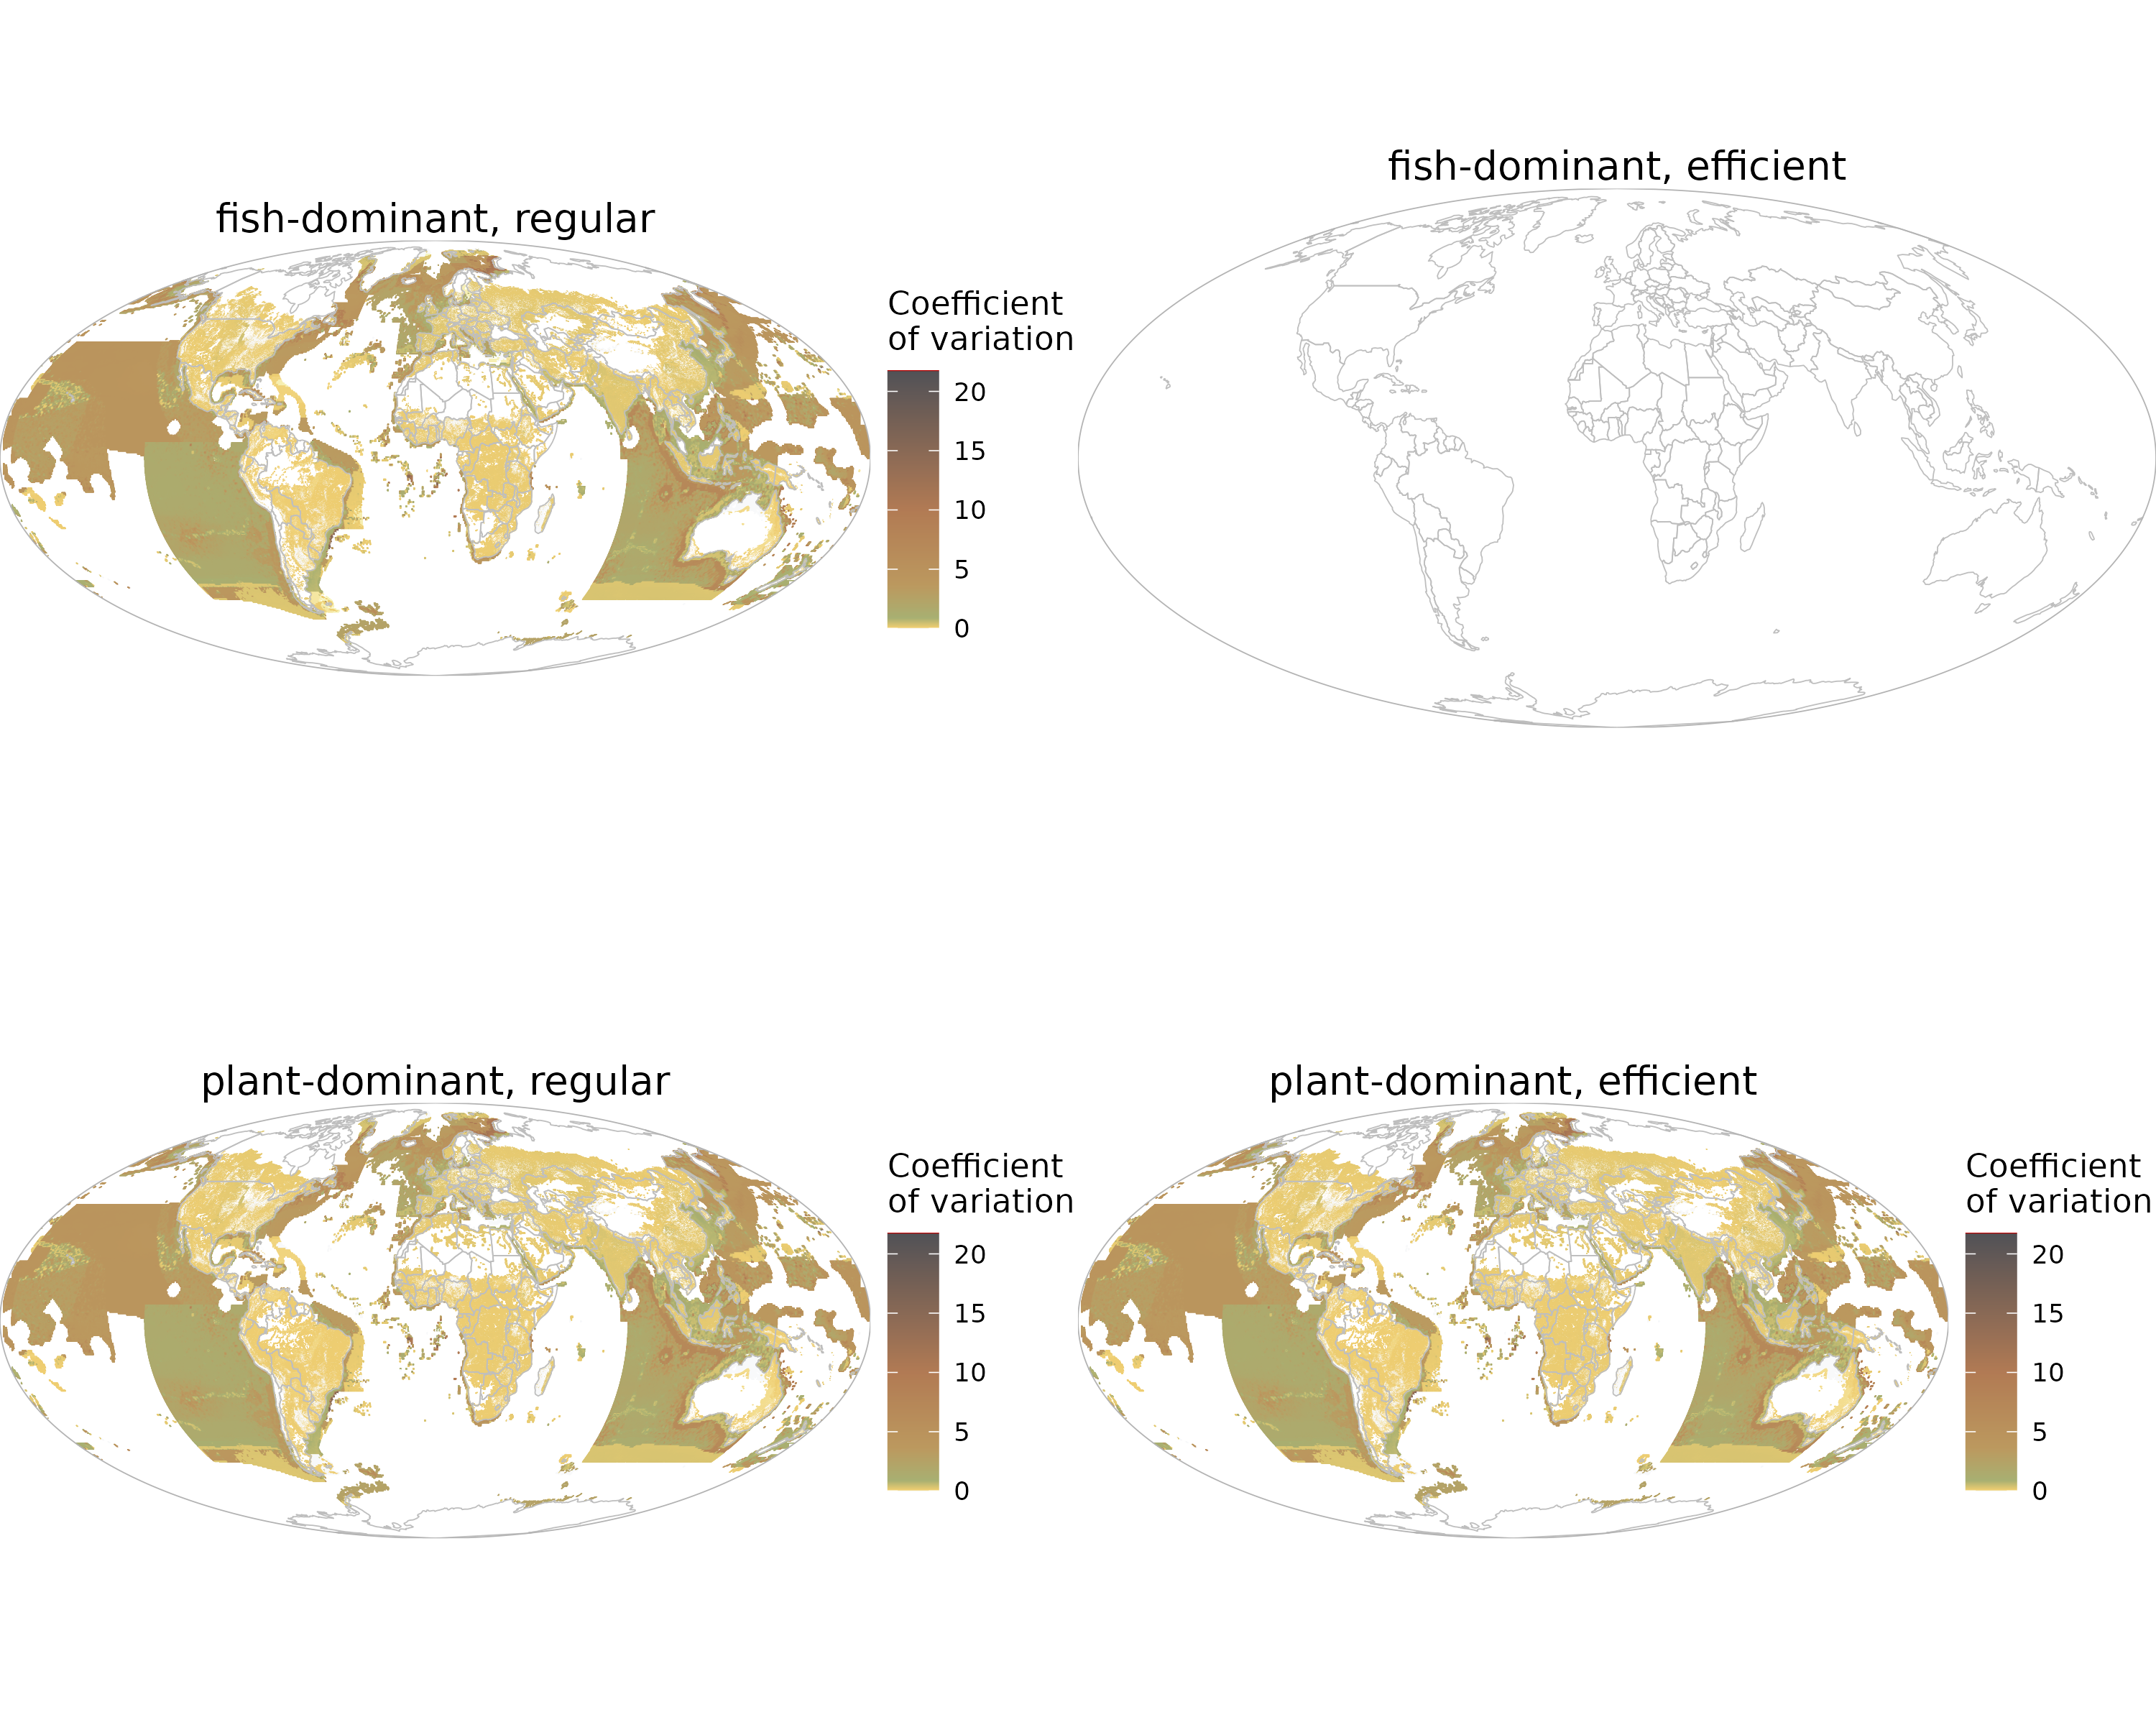 fish-dominant, regular
Coefficient
of variation
20
15
10
5
0
fish-dominant, efficient
plant-dominant, regular
Coefficient
of variation
20
15
10
5
0
plant-dominant, efficient
Coefficient
of variation
20
15
10
5
0